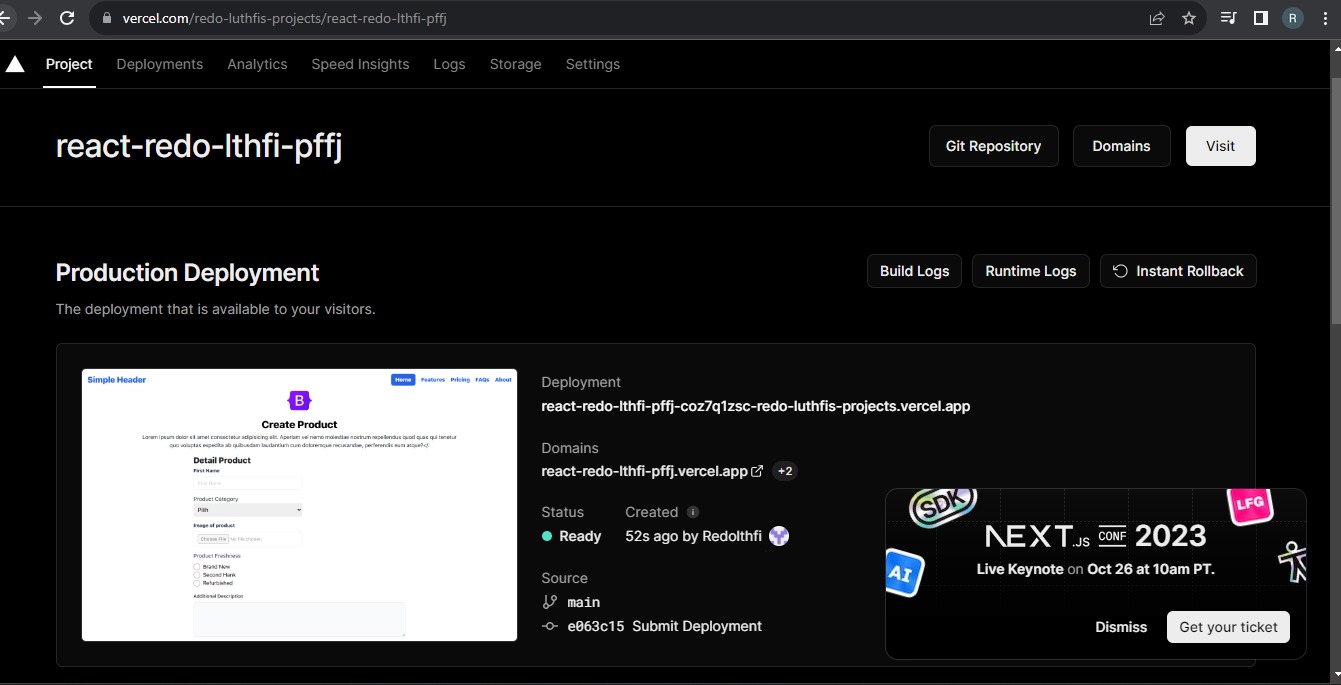 vercel.com/redo-luthfis-projects/react-redo-lthfi-pffj
R
Project Deployments Analytics Speed Insights Logs Storage Settings
react-redo-lthfi-pffj
Git Repository Domains Visit
Production Deployment
Build Logs Runtime Logs Instant Rollback
The deployment that is available to your visitors.
Simple Header Home Features Pricing FAQs About
B
Create Product
Lorem ipsum dolor sit amet consectetur adipisicing elit. Aperiam vel nemo molestiae nostrum repellendus quod quas qui tenetur
quo voluptas expedita ab quibusdam laudantium cum doloremque recusandae, perferendis eum atque?</.
Detail Product
First Name
First Name
Product Category
Pilih
Image of product
Choose File No file chosen
Product Freshness
Brand New
Second Hank
Refurbished
Additional Description
Deployment
react-redo-lthfi-pffj-coz7q1zsc-redo-luthfis-projects.vercel.app
Domains
react-redo-lthfi-pffj.vercel.app +2
Status Created
Ready 52s ago by Redolthfi
Source
main
e063c15 Submit Deployment
SDK
LFG
AI
NEXT.JS CONF 2023
Live Keynote on Oct 26 at 10am PT.
Dismiss Get your ticket